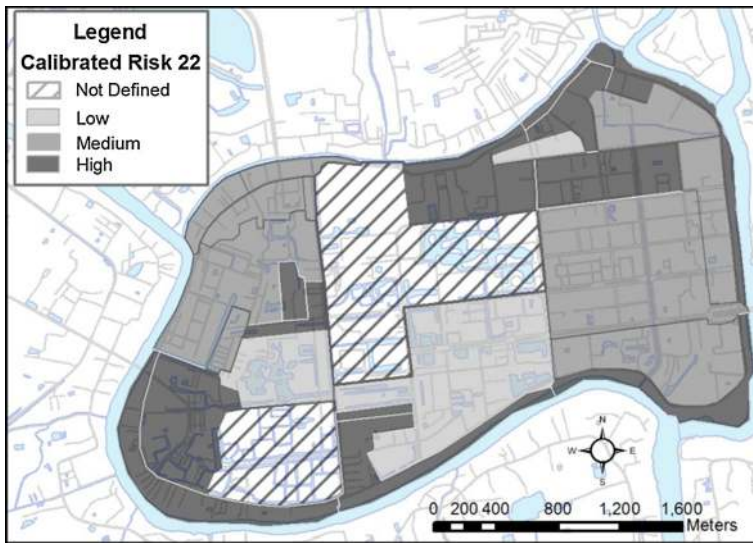 Legend
Calibrated Risk 22
Not Defined
Low
Medium
High
N
W E
S
0 200 400 800 1,200 1,600
Meters